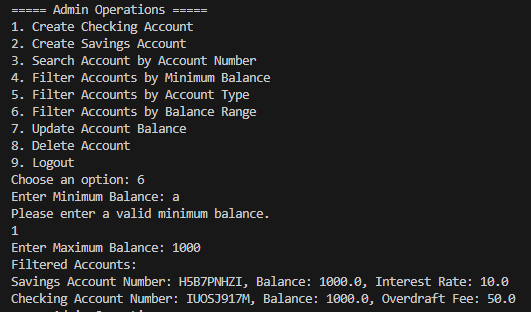 ===== Admin Operations =====
1. Create Checking Account
2. Create Savings Account
3. Search Account by Account Number
4. Filter Accounts by Minimum Balance
5. Filter Accounts by Account Type
6. Filter Accounts by Balance Range
7. Update Account Balance
8. Delete Account
9. Logout
Choose an option: 6
Enter Minimum Balance: a
Please enter a valid minimum balance.
1
Enter Maximum Balance: 1000
Filtered Accounts:
Savings Account Number: H5B7PNHZI, Balance: 1000.0, Interest Rate: 10.0
Checking Account Number: IUOSJ917M, Balance: 1000.0, Overdraft Fee: 50.0